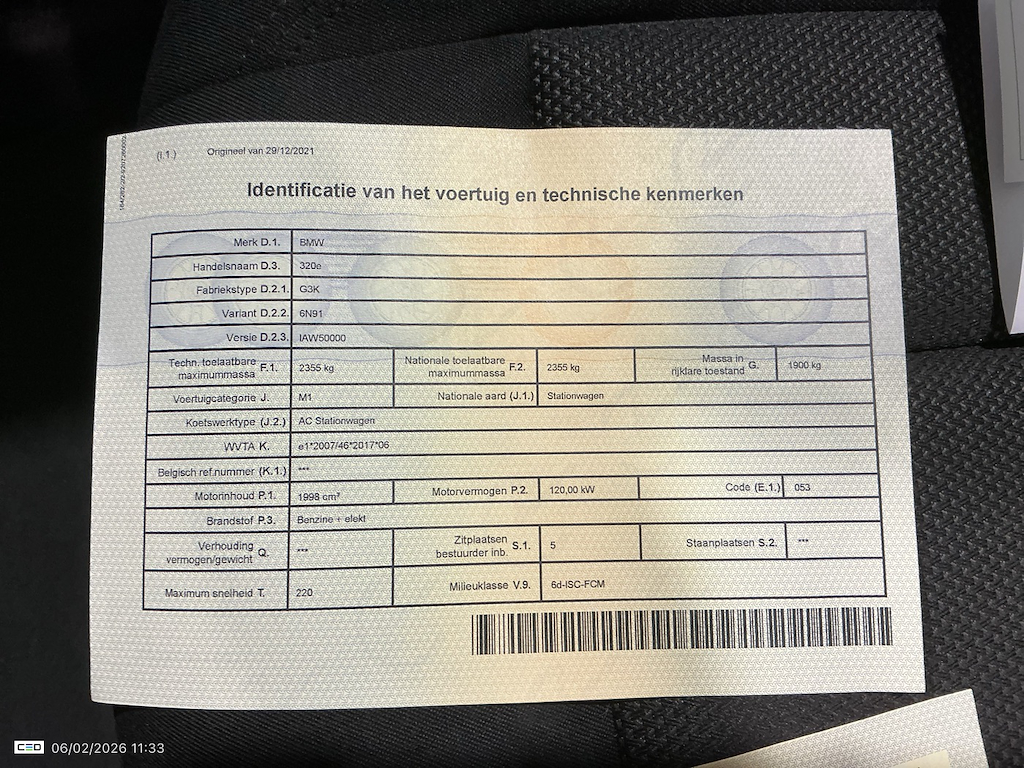 (I.1.) Origineel van 29/12/2021
Identificatie van het voertuig en technische kenmerken
Merk D.1. BMW
Handelsnaam D.3. 320e
Fabriekstype D.2.1. G3K
Variant D.2.2. 6N91
Versie D.2.3. IAW50000
Techn. toelaatbare maximummassa F.1. 2355 kg Nationale toelaatbare maximummassa F.2. 2355 kg Massa in rijklare toestand G. 1900 kg
Voertuigcategorie J. M1 Nationale aard (J.1.) Stationwagen
Koetswerktype (J.2.) AC Stationwagen
WVTA K. e1*2007/46*2017*06
Belgisch ref.nummer (K.1.) ***
Motorinhoud P.1. 1998 cm³ Motorvermogen P.2. 120,00 kW Code (E.1.) 053
Brandstof P.3. Benzine + elekt
Verhouding vermogen/gewicht Q. *** Zitplaatsen bestuurder inb. S.1. 5 Staanplaatsen S.2. ***
Maximum snelheid T. 220 Milieuklasse V.9. 6d-ISC-FCM
06/02/2026 11:33